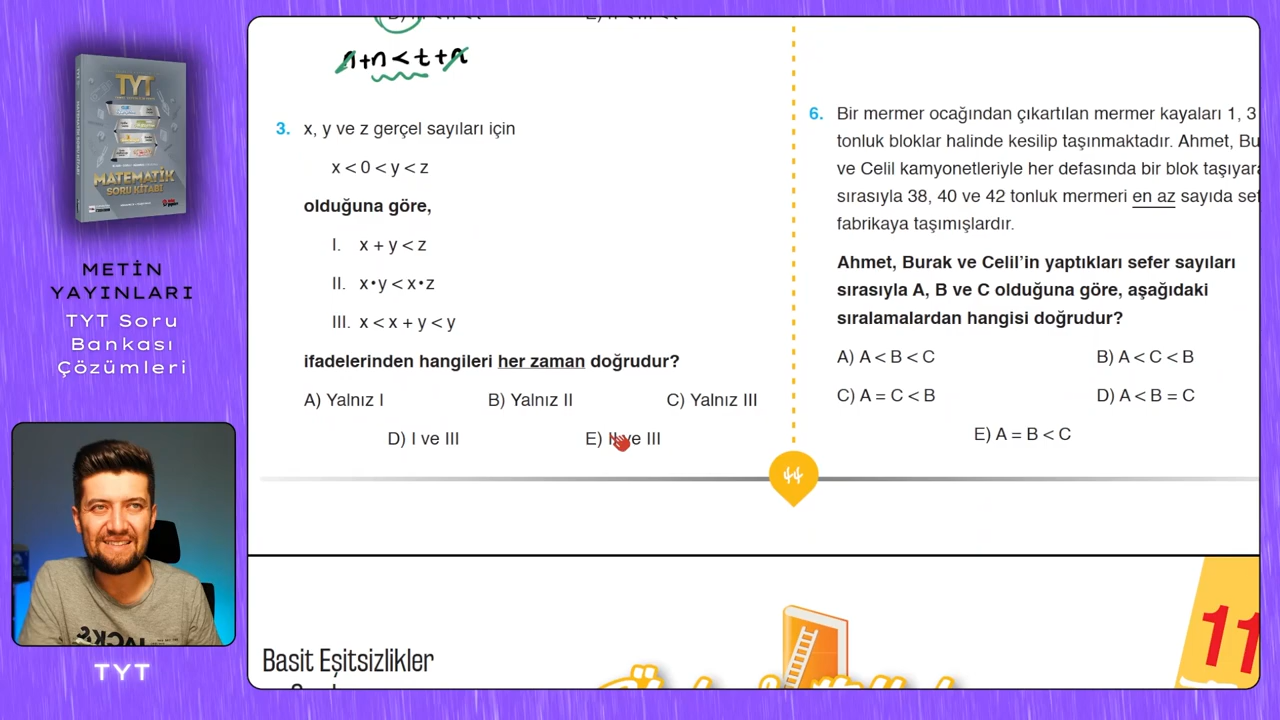 TYT
MATEMATİK
SORU KİTABI
METİN
YAYINLARI
TYT Soru
Bankası
Çözümleri
TYT
n+n<t+n
3. x, y ve z gerçel sayıları için
x < 0 < y < z
olduğuna göre,
I. x + y < z
II. x•y < x•z
III. x < x + y < y
ifadelerinden hangileri her zaman doğrudur?
A) Yalnız I B) Yalnız II C) Yalnız III
D) I ve III E) II ve III
6. Bir mermer ocağından çıkartılan mermer kayaları 1, 3
tonluk bloklar halinde kesilip taşınmaktadır. Ahmet, Bu
ve Celil kamyonetleriyle her defasında bir blok taşıyara
sırasıyla 38, 40 ve 42 tonluk mermeri en az sayıda sef
fabrikaya taşımışlardır.
Ahmet, Burak ve Celil'in yaptıkları sefer sayıları
sırasıyla A, B ve C olduğuna göre, aşağıdaki
sıralamalardan hangisi doğrudur?
A) A < B < C B) A < C < B
C) A = C < B D) A < B = C
E) A = B < C
44
Basit Eşitsizlikler
11